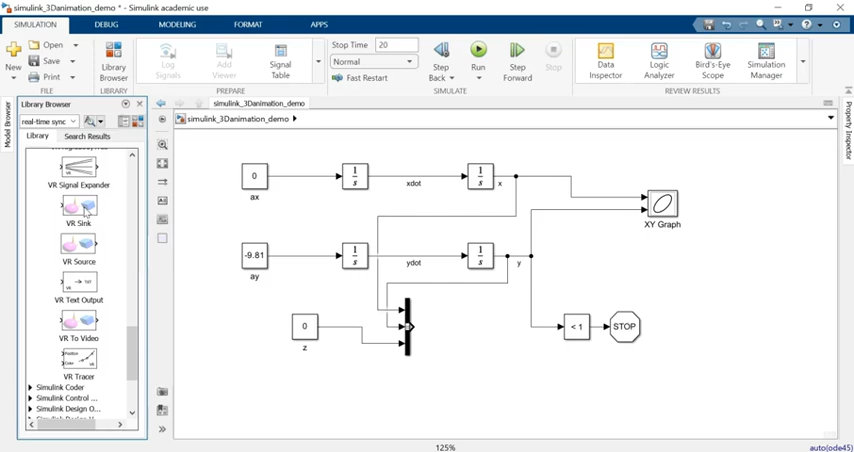 simulink_3Danimation_demo * - Simulink academic use
SIMULATION DEBUG MODELING FORMAT APPS
New
Open
Save
Print
FILE
Library
Browser
LIBRARY
Log
Signals
Add
Viewer
Signal
Table
PREPARE
Stop Time 20
Normal
Fast Restart
Step
Back
Run
Step
Forward
Stop
SIMULATE
Data
Inspector
Logic
Analyzer
Bird's-Eye
Scope
Simulation
Manager
REVIEW RESULTS
Model Browser
Library Browser
real-time sync
Library Search Results
VR Signal Expander
VR Sink
VR Source
VR Text Output
VR To Video
VR Tracer
Simulink Coder
Simulink Control ...
Simulink Design O...
simulink_3Danimation_demo
simulink_3Danimation_demo
Property Inspector
0
ax
1
s
xdot
1
s
x
XY Graph
-9.81
ay
1
s
ydot
1
s
y
0
z
< 1
STOP
125%
auto(ode45)